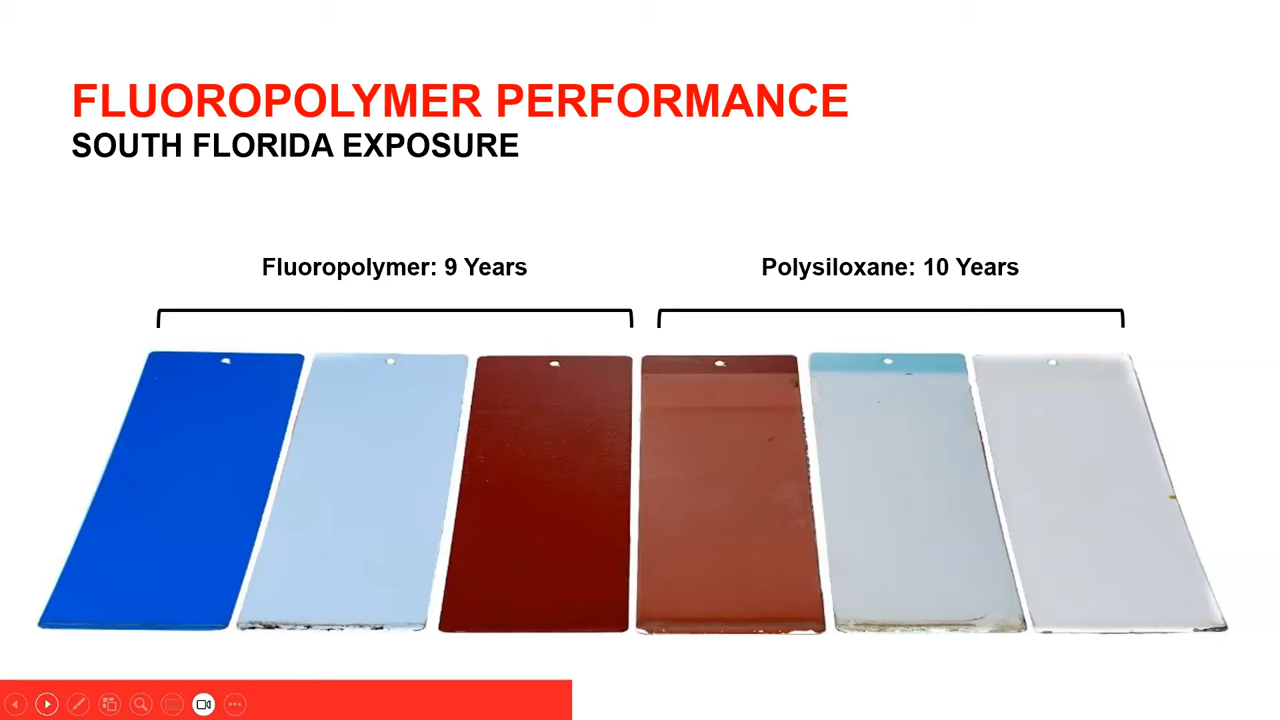 FLUOROPOLYMER PERFORMANCE
SOUTH FLORIDA EXPOSURE
Fluoropolymer: 9 Years
Polysiloxane: 10 Years